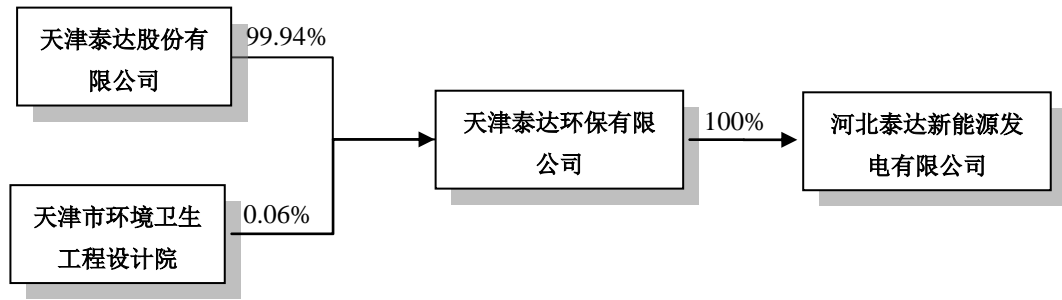 天津泰达股份有
限公司
99.94%
天津市环境卫生
工程设计院
0.06%
天津泰达环保有限
公司
100%
河北泰达新能源发
电有限公司